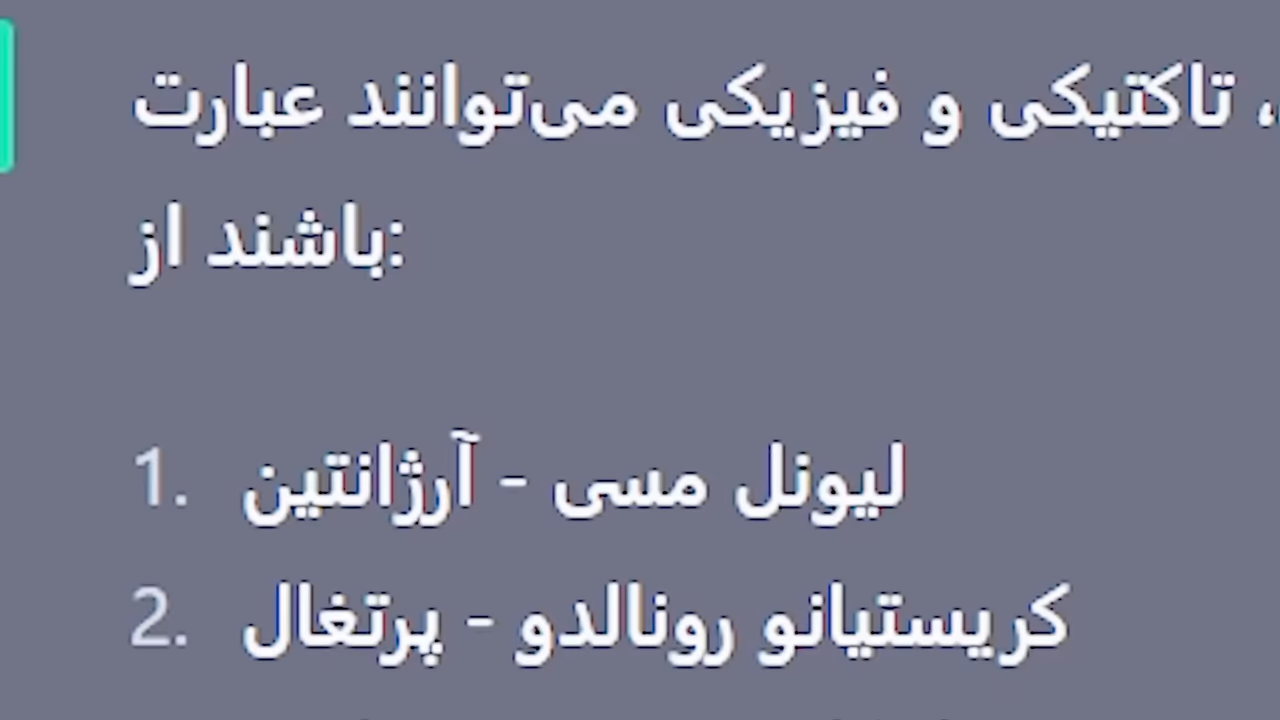 ، تاکتیکی و فیزیکی می‌توانند عبارت
باشند از:
1. لیونل مسی - آرژانتین
2. کریستیانو رونالدو - پرتغال